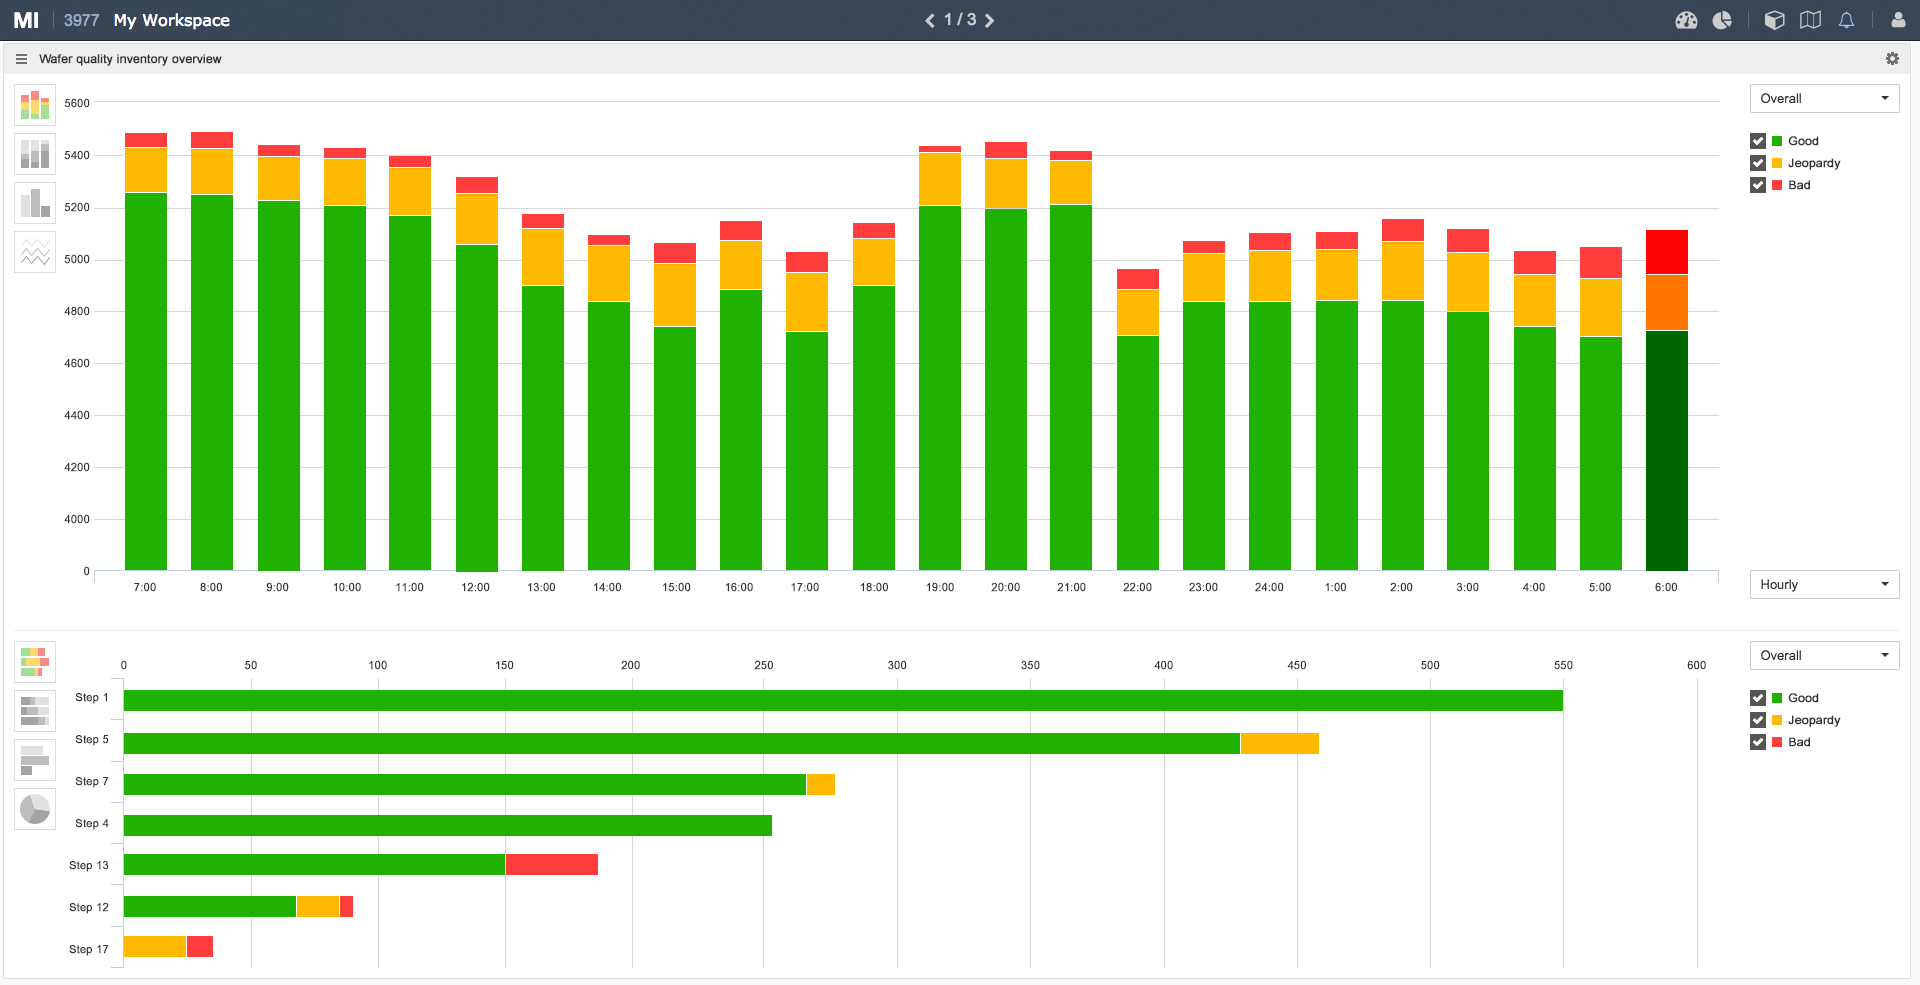 MI 3977 My Workspace 1 / 3
Wafer quality inventory overview
Overall
Good
Jeopardy
Bad
5600
5400
5200
5000
4800
4600
4400
4200
4000
0
7:00 8:00 9:00 10:00 11:00 12:00 13:00 14:00 15:00 16:00 17:00 18:00 19:00 20:00 21:00 22:00 23:00 24:00 1:00 2:00 3:00 4:00 5:00 6:00
Hourly
0 50 100 150 200 250 300 350 400 450 500 550 600
Overall
Good
Jeopardy
Bad
Step 1
Step 5
Step 7
Step 4
Step 13
Step 12
Step 17